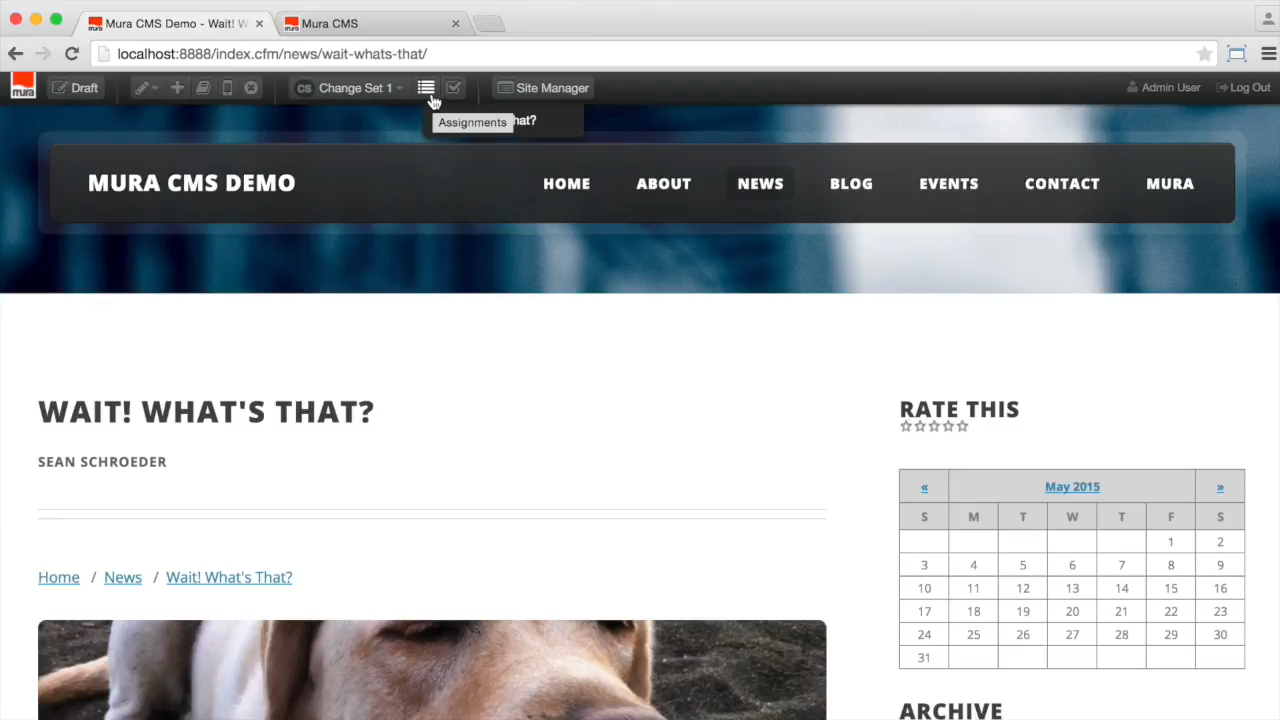 Mura CMS Demo - Wait! W
Mura CMS
localhost:8888/index.cfm/news/wait-whats-that/
mura
Draft
CS Change Set 1
Site Manager
Admin User
Log Out
Assignments
hat?
MURA CMS DEMO
HOME
ABOUT
NEWS
BLOG
EVENTS
CONTACT
MURA
WAIT! WHAT'S THAT?
SEAN SCHROEDER
Home / News / Wait! What's That?
RATE THIS
« May 2015 »
S M T W T F S
1 2
3 4 5 6 7 8 9
10 11 12 13 14 15 16
17 18 19 20 21 22 23
24 25 26 27 28 29 30
31
ARCHIVE